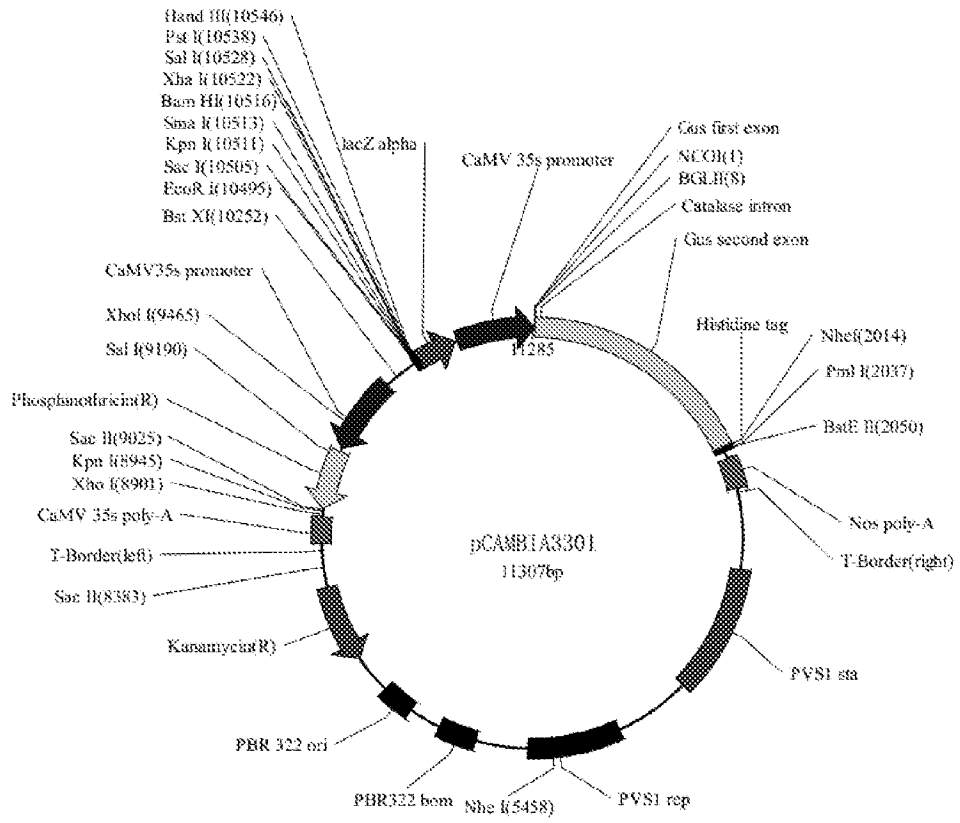 Hand III(10546)
Pst I(10538)
Sal I(10528)
Xba I(10522)
Bam HI(10516)
Sma I(10513)
Kpn I(10511)
Sac I(10505)
EcoR I(10495)
Bst XI(10252)
lacZ alpha
CaMV 35s promoter
Gus first exon
NCOI(1)
BGLII(8)
Catalase intron
Gus second exon
CaMV35s promoter
XhoI I(9465)
Sal I(9190)
Phosphinothricin(R)
Sac II(9025)
Kpn I(8945)
Xho I(8901)
CaMV 35s poly-A
T-Border(left)
Sac II(8383)
Kanamycin(R)
PBR 322 ori
PBR322 bom
Nhe I(5458)
PVS1 rep
PVS1 sta
T-Border(right)
Nos poly-A
BstE II(2050)
Pml I(2037)
NheI(2014)
Histidine tag
11285
pCAMBIA3301
11307bp